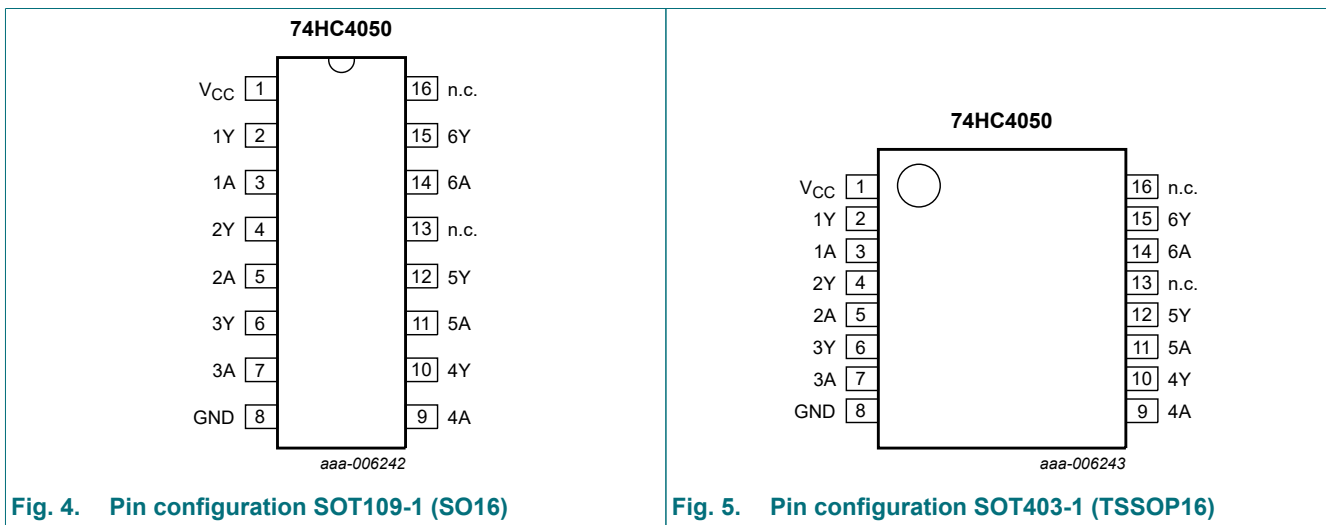 74HC4050
VCC 1 16 n.c.
1Y 2 15 6Y
1A 3 14 6A
2Y 4 13 n.c.
2A 5 12 5Y
3Y 6 11 5A
3A 7 10 4Y
GND 8 9 4A
aaa-006242
Fig. 4. Pin configuration SOT109-1 (SO16)
74HC4050
VCC 1 16 n.c.
1Y 2 15 6Y
1A 3 14 6A
2Y 4 13 n.c.
2A 5 12 5Y
3Y 6 11 5A
3A 7 10 4Y
GND 8 9 4A
aaa-006243
Fig. 5. Pin configuration SOT403-1 (TSSOP16)